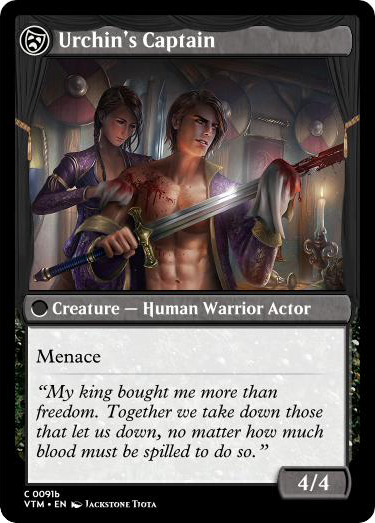 Urchin's Captain
Creature — Human Warrior Actor
Menace
"My king bought me more than
freedom. Together we take down those
that let us down, no matter how much
blood must be spilled to do so."
4/4
C 0091b
VTM • EN Jackstone Tiota